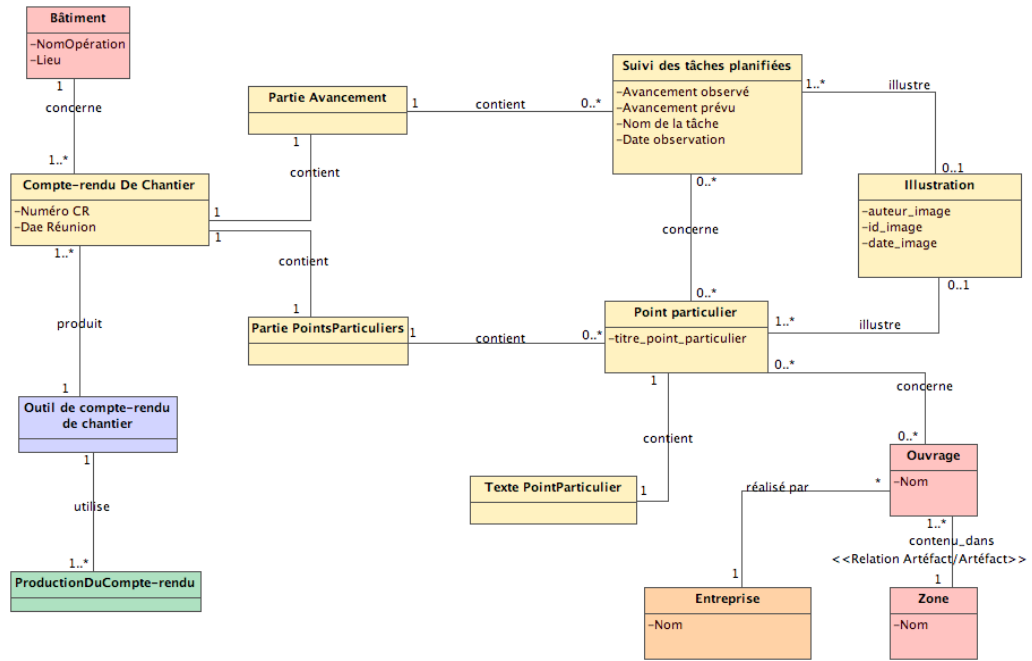 Bâtiment
-NomOpération
-Lieu
1
concerne
1..*
Compte-rendu De Chantier
-Numéro CR
-Dae Réunion
1
1
1..*
produit
1
Outil de compte-rendu
de chantier
1
utilise
1..*
ProductionDuCompte-rendu
Partie Avancement
1
contient
0..*
1
contient
contient
1
Partie PointsParticuliers
1
contient
0..*
Suivi des tâches planifiées
-Avancement observé
-Avancement prévu
-Nom de la tâche
-Date observation
1..*
illustre
0..1
0..*
concerne
0..*
Illustration
-auteur_image
-id_image
-date_image
0..1
Point particulier
-titre_point_particulier
1..*
illustre
0..*
concerne
0..*
1
contient
Texte PointParticulier
1
Ouvrage
-Nom
*
réalisé par
1
1..*
contenu_dans
<<Relation Artéfact/Artéfact>>
1
Entreprise
-Nom
Zone
-Nom